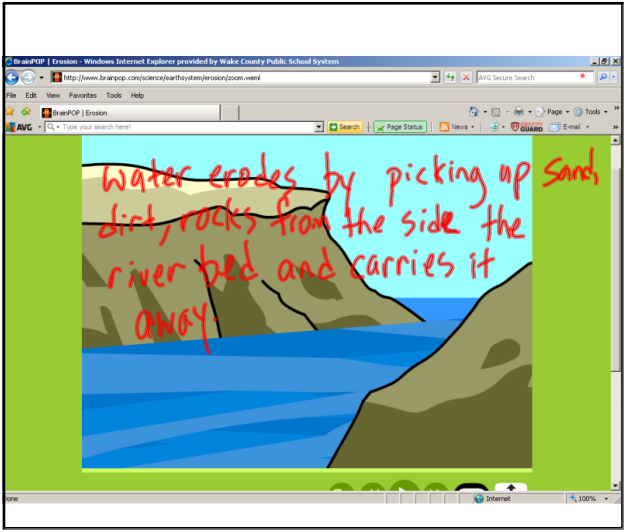 BrainPOP | Erosion - Windows Internet Explorer provided by Wake County Public School System
http://www.brainpop.com/science/earthsystem/erosion/zoom.weml
AVG Secure Search
File Edit View Favorites Tools Help
BrainPOP | Erosion
Page Tools
AVG Type your search here! Search Page Status News IDENTITY GUARD E-mail
water erodes by picking up sand,
dirt, rocks from the side the
river bed and carries it
away.
Done Internet 100%